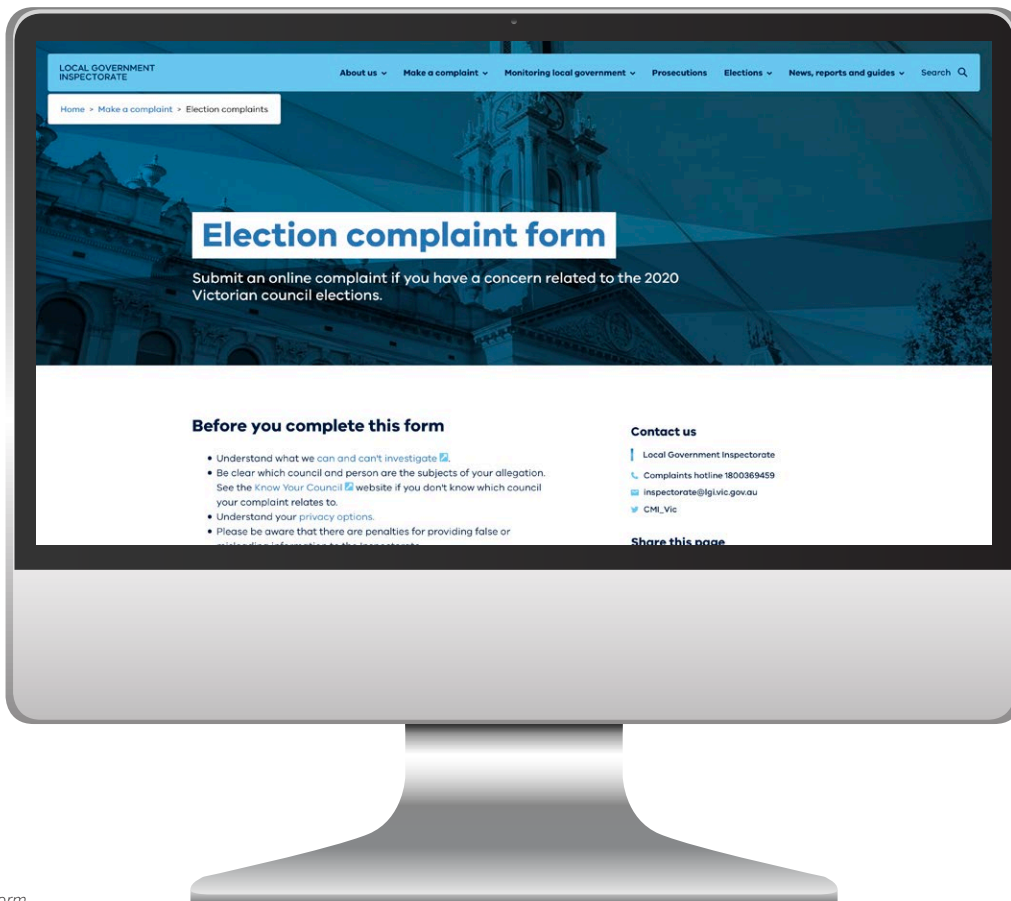 LOCAL GOVERNMENT
INSPECTORATE
About us
Make a complaint
Monitoring local government
Prosecutions
Elections
News, reports and guides
Search
Home > Make a complaint > Election complaints
Election complaint form
Submit an online complaint if you have a concern related to the 2020
Victorian council elections.
Before you complete this form
• Understand what we can and can't investigate.
• Be clear which council and person are the subjects of your allegation.
See the Know Your Council website if you don't know which council
your complaint relates to.
• Understand your privacy options.
• Please be aware that there are penalties for providing false or
misleading information to the Inspectorate
Contact us
Local Government Inspectorate
Complaints hotline 1800369459
inspectorate@lgi.vic.gov.au
CMI_Vic
Share this page